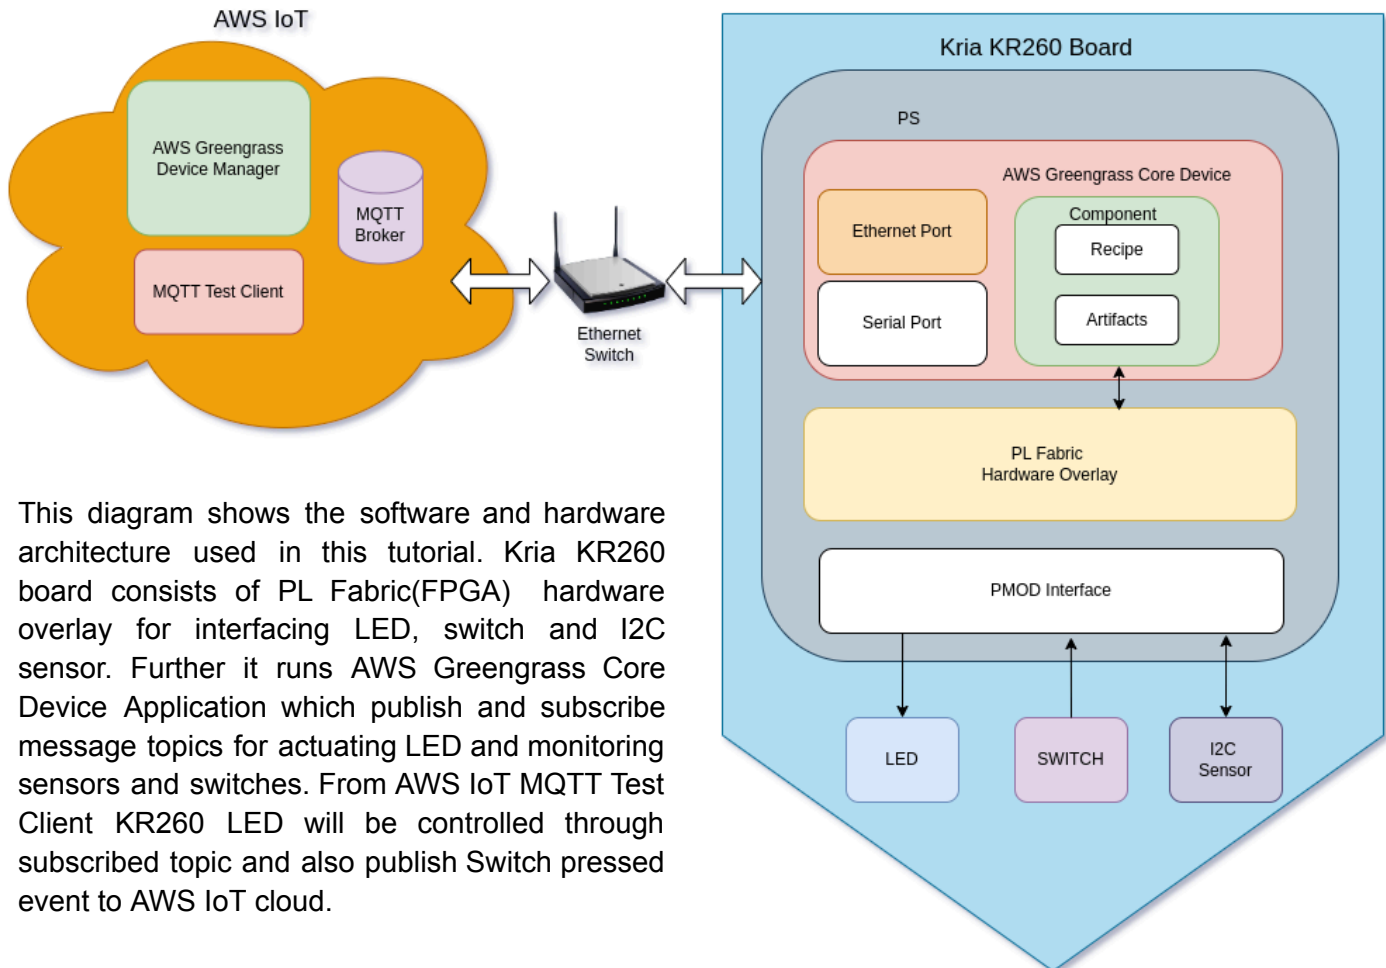 AWS IoT
AWS Greengrass
Device Manager
MQTT
Broker
MQTT Test Client
Ethernet
Switch
Kria KR260 Board
PS
AWS Greengrass Core Device
Ethernet Port
Serial Port
Component
Recipe
Artifacts
PL Fabric
Hardware Overlay
PMOD Interface
LED
SWITCH
I2C
Sensor
This diagram shows the software and hardware
architecture used in this tutorial. Kria KR260
board consists of PL Fabric(FPGA) hardware
overlay for interfacing LED, switch and I2C
sensor. Further it runs AWS Greengrass Core
Device Application which publish and subscribe
message topics for actuating LED and monitoring
sensors and switches. From AWS IoT MQTT Test
Client KR260 LED will be controlled through
subscribed topic and also publish Switch pressed
event to AWS IoT cloud.